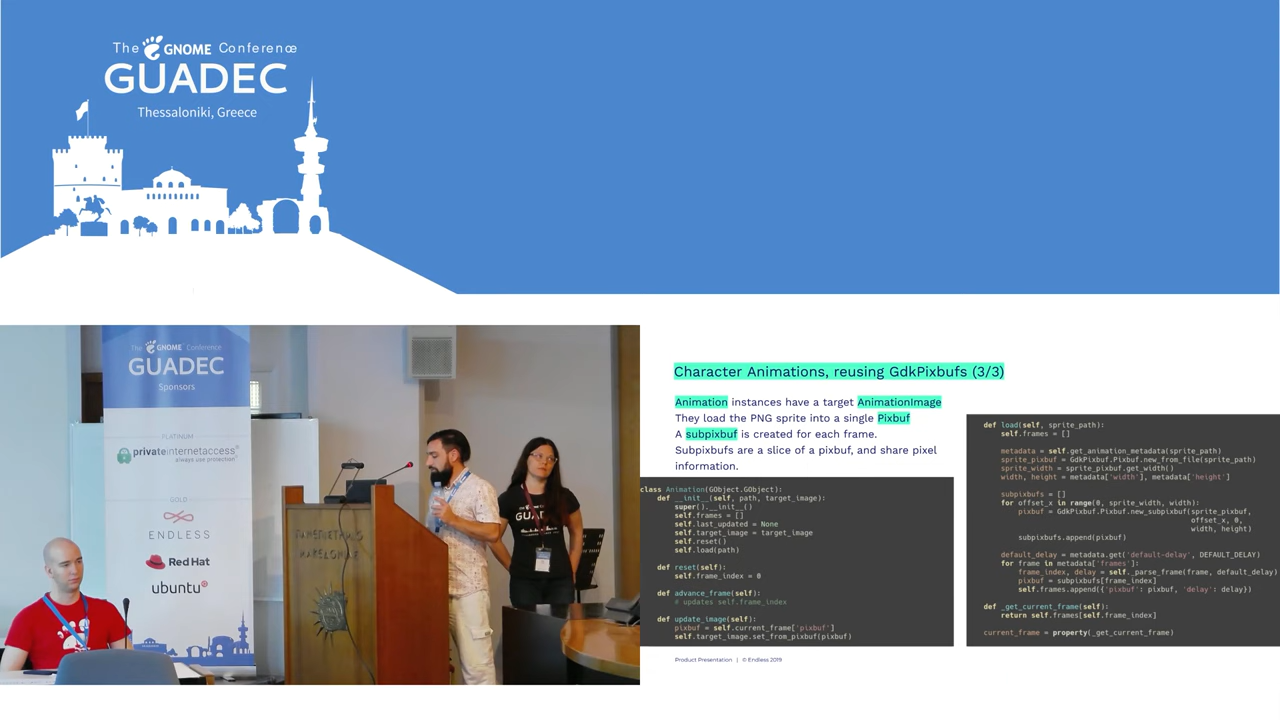 The GNOME Conference
GUADEC
Thessaloniki, Greece
The GNOME Conference
GUADEC
Sponsors
PLATINUM
privateinternetaccess®
always use protection®
GOLD
ENDLESS
Red Hat
ubuntu®
GUAD
Character Animations, reusing GdkPixbufs (3/3)
Animation instances have a target AnimationImage
They load the PNG sprite into a single Pixbuf
A subpixbuf is created for each frame.
Subpixbufs are a slice of a pixbuf, and share pixel
information.
class Animation(GObject.GObject):
def __init__(self, path, target_image):
super().__init__()
self.frames = []
self.last_updated = None
self.target_image = target_image
self.reset()
self.load(path)
def reset(self):
self.frame_index = 0
def advance_frame(self):
# updates self.frame_index
def update_image(self):
pixbuf = self.current_frame['pixbuf']
self.target_image.set_from_pixbuf(pixbuf)
def load(self, sprite_path):
self.frames = []
metadata = self.get_animation_metadata(sprite_path)
sprite_pixbuf = GdkPixbuf.Pixbuf.new_from_file(sprite_path)
sprite_width = sprite_pixbuf.get_width()
width, height = metadata['width'], metadata['height']
subpixbufs = []
for offset_x in range(0, sprite_width, width):
pixbuf = GdkPixbuf.Pixbuf.new_subpixbuf(sprite_pixbuf,
offset_x, 0,
width, height)
subpixbufs.append(pixbuf)
default_delay = metadata.get('default-delay', DEFAULT_DELAY)
for frame in metadata['frames']:
frame_index, delay = self._parse_frame(frame, default_delay)
pixbuf = subpixbufs[frame_index]
self.frames.append({'pixbuf': pixbuf, 'delay': delay})
def _get_current_frame(self):
return self.frames[self.frame_index]
current_frame = property(_get_current_frame)
Product Presentation | © Endless 2019